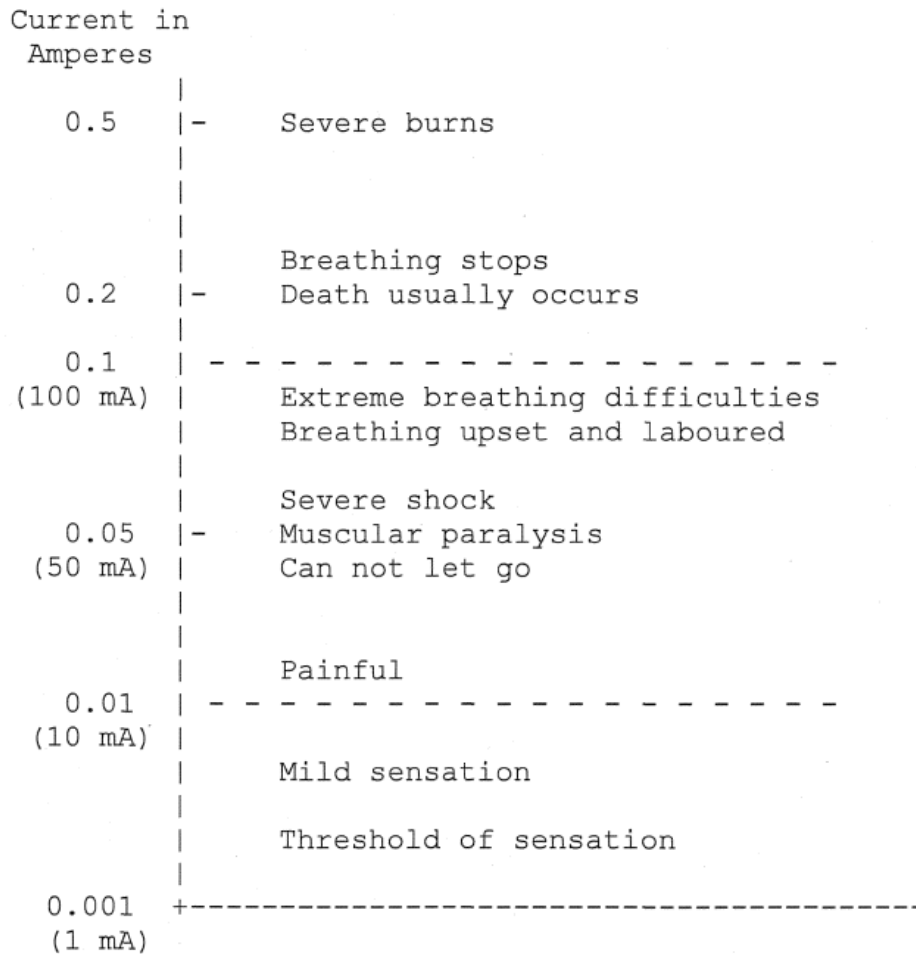 Current in
Amperes
|
0.5 |- Severe burns
|
|
|
| Breathing stops
0.2 |- Death usually occurs
|
0.1 | - - - - - - - - - - - - - - - - - -
(100 mA) | Extreme breathing difficulties
| Breathing upset and laboured
|
| Severe shock
0.05 |- Muscular paralysis
(50 mA) | Can not let go
|
|
| Painful
0.01 | - - - - - - - - - - - - - - - - - -
(10 mA) |
| Mild sensation
|
| Threshold of sensation
|
0.001 +-----------------------------------------
(1 mA)